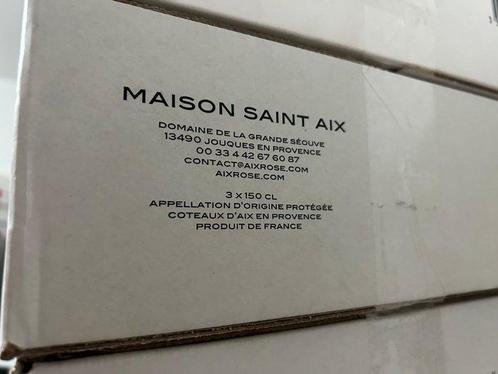 MAISON SAINT AIX
DOMAINE DE LA GRANDE SÉOUVE
13490 JOUQUES EN PROVENCE
00 33 4 42 67 60 87
CONTACT@AIXROSE.COM
AIXROSE.COM
3 X 150 CL
APPELLATION D'ORIGINE PROTÉGÉE
COTEAUX D'AIX EN PROVENCE
PRODUIT DE FRANCE